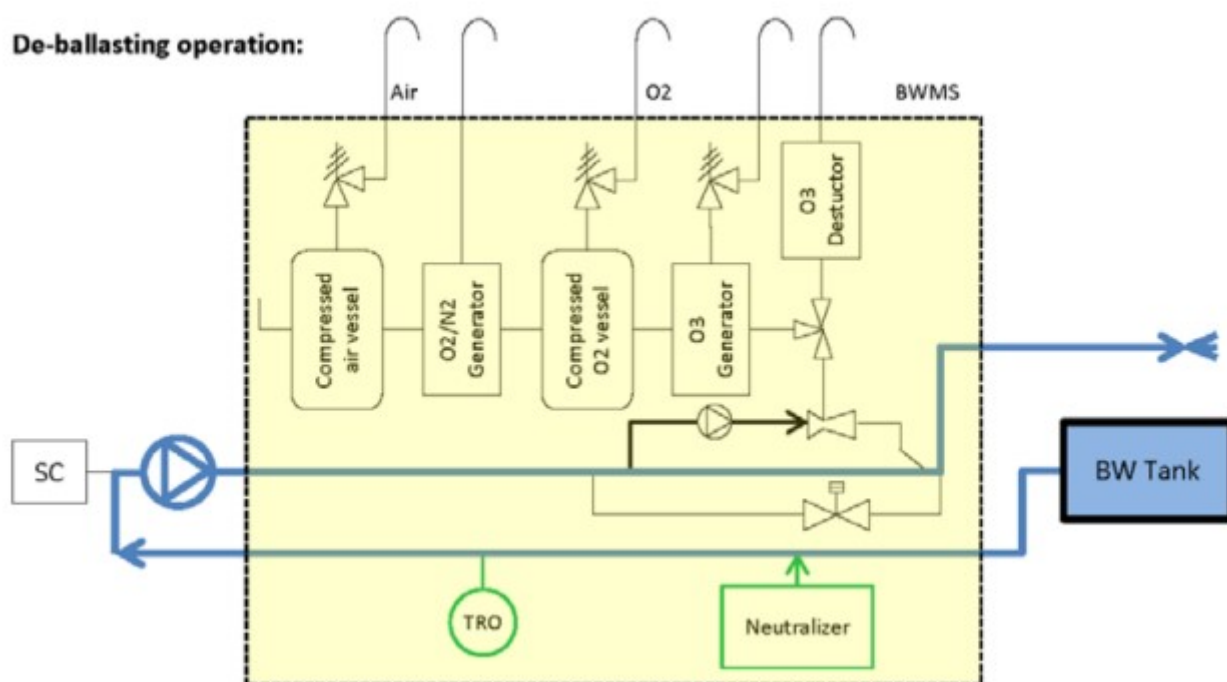 De-ballasting operation:
Air
O2
BWMS
Compressed
air vessel
O2/N2
Generator
Compressed
O2 vessel
O3
Generator
O3
Destuctor
SC
BW Tank
TRO
Neutralizer